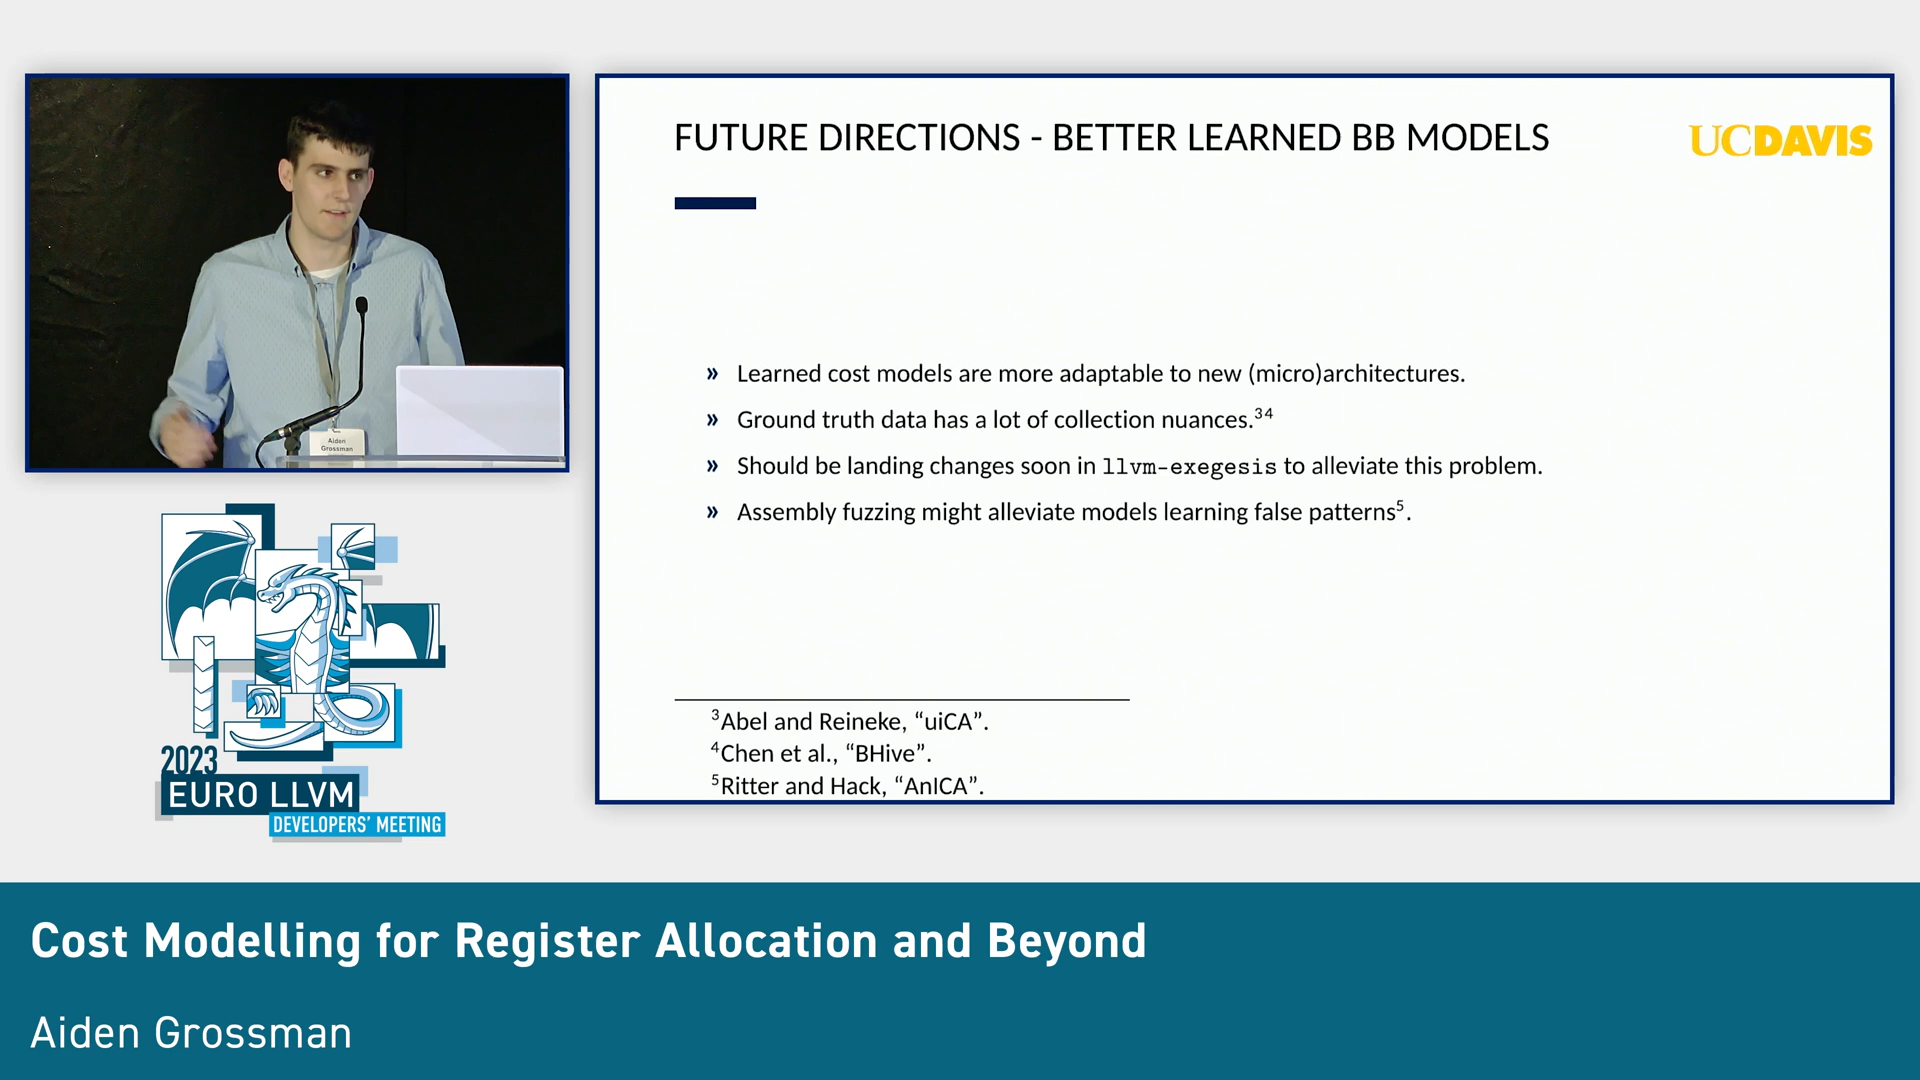 FUTURE DIRECTIONS - BETTER LEARNED BB MODELS
UCDAVIS
» Learned cost models are more adaptable to new (micro)architectures.
» Ground truth data has a lot of collection nuances.³⁴
» Should be landing changes soon in llvm-exegesis to alleviate this problem.
» Assembly fuzzing might alleviate models learning false patterns⁵.
³Abel and Reineke, “uiCA”.
⁴Chen et al., “BHive”.
⁵Ritter and Hack, “AnICA”.
Aiden
Grossman
2023
EURO LLVM
DEVELOPERS’ MEETING
Cost Modelling for Register Allocation and Beyond
Aiden Grossman